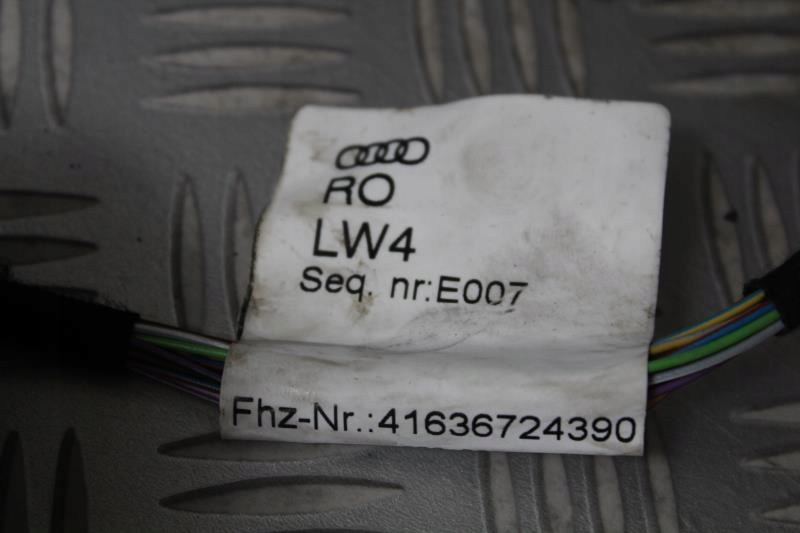 RO
LW4
Seq. nr:E007
Fhz-Nr.:41636724390